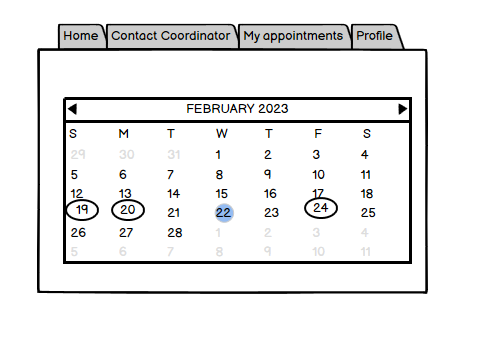 Home Contact Coordinator My appointments Profile
FEBRUARY 2023
S M T W T F S
29 30 31 1 2 3 4
5 6 7 8 9 10 11
12 13 14 15 16 17 18
19 20 21 22 23 24 25
26 27 28 1 2 3 4
5 6 7 8 9 10 11